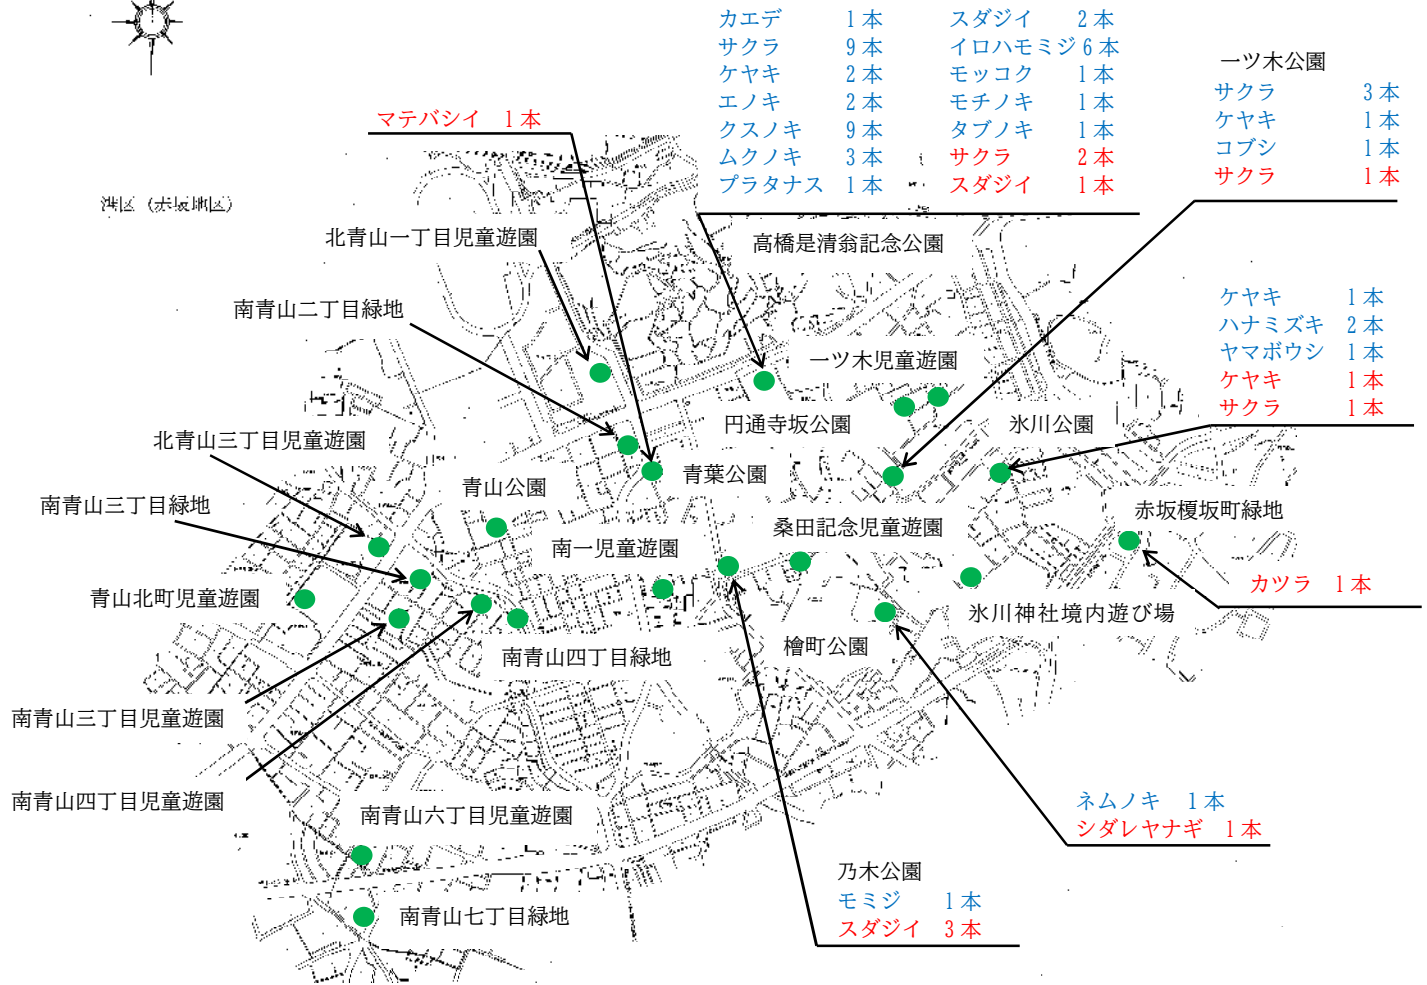 カエデ 1本
サクラ 9本
ケヤキ 2本
エノキ 2本
クスノキ 9本
ムクノキ 3本
プラタナス 1本
スダジイ 2本
イロハモミジ 6本
モッコク 1本
モチノキ 1本
タブノキ 1本
サクラ 2本
スダジイ 1本
一ツ木公園
サクラ 3本
ケヤキ 1本
コブシ 1本
サクラ 1本
マテバシイ 1本
港区（赤坂地区）
北青山一丁目児童遊園
高橋是清翁記念公園
南青山二丁目緑地
ケヤキ 1本
ハナミズキ 2本
ヤマボウシ 1本
ケヤキ 1本
サクラ 1本
一ツ木児童遊園
円通寺坂公園
氷川公園
北青山三丁目児童遊園
青山公園
青葉公園
南青山三丁目緑地
赤坂榎坂町緑地
桑田記念児童遊園
南一児童遊園
カツラ 1本
青山北町児童遊園
氷川神社境内遊び場
檜町公園
南青山四丁目緑地
南青山三丁目児童遊園
南青山四丁目児童遊園
ネムノキ 1本
シダレヤナギ 1本
南青山六丁目児童遊園
乃木公園
モミジ 1本
スダジイ 3本
南青山七丁目緑地